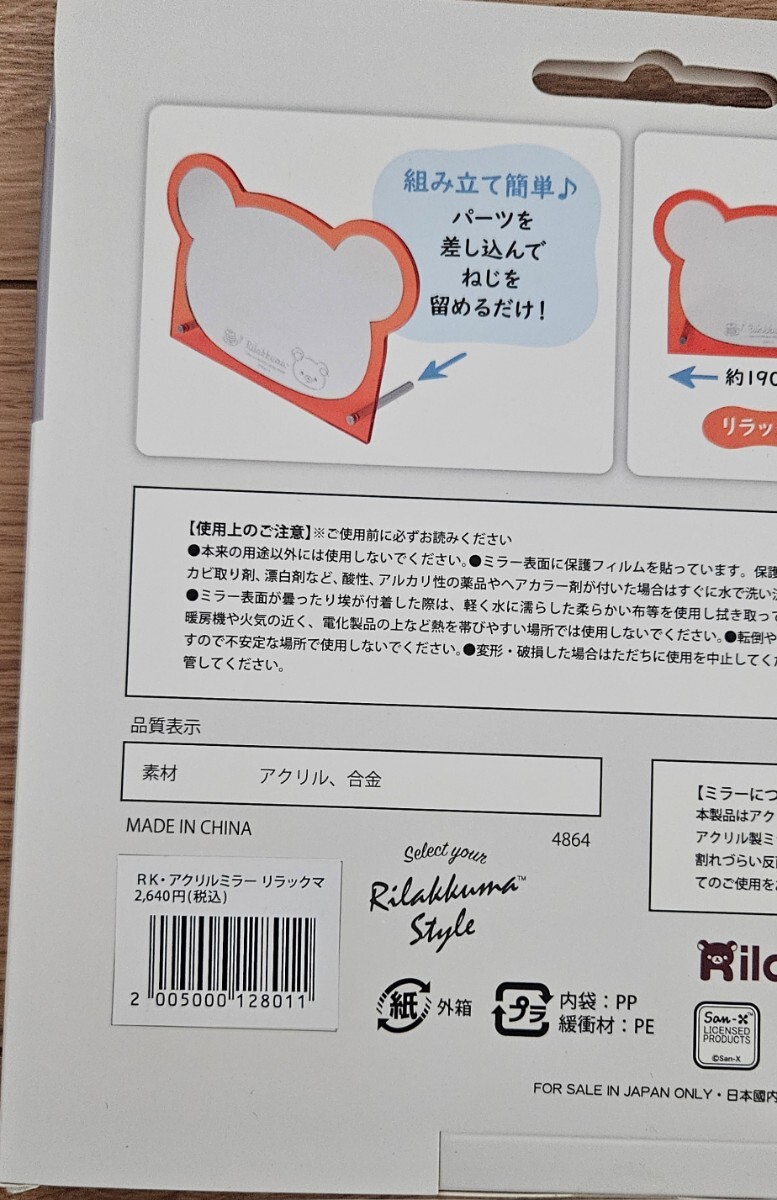 組み立て簡単♪
パーツを
差し込んで
ねじを
留めるだけ！
Rilakkuma
約190
リラッ
【使用上のご注意】※ご使用前に必ずお読みください
●本来の用途以外には使用しないでください。●ミラー表面に保護フィルムを貼っています。保護
カビ取り剤、漂白剤など、酸性、アルカリ性の薬品やヘアカラー剤が付いた場合はすぐに水で洗い
●ミラー表面が曇ったり埃が付着した際は、軽く水に濡らした柔らかい布等を使用し拭き取って
暖房機や火気の近く、電化製品の上など熱を帯びやすい場所では使用しないでください。●転倒や
すので不安定な場所で使用しないでください。●変形・破損した場合はただちに使用を中止してくだ
管してください。
品質表示
素材 アクリル、合金
MADE IN CHINA
4864
【ミラーにつ
本製品はアク
アクリル製ミ
割れづらい反
てのご使用を
RK・アクリルミラー リラックマ
2,640円(税込)
2 005000 128011
Select your
Rilakkuma™
Style
紙 外箱
プラ 内袋：PP
緩衝材：PE
Rila
San-X™
LICENSED
PRODUCTS
©San-X
FOR SALE IN JAPAN ONLY・日本國内